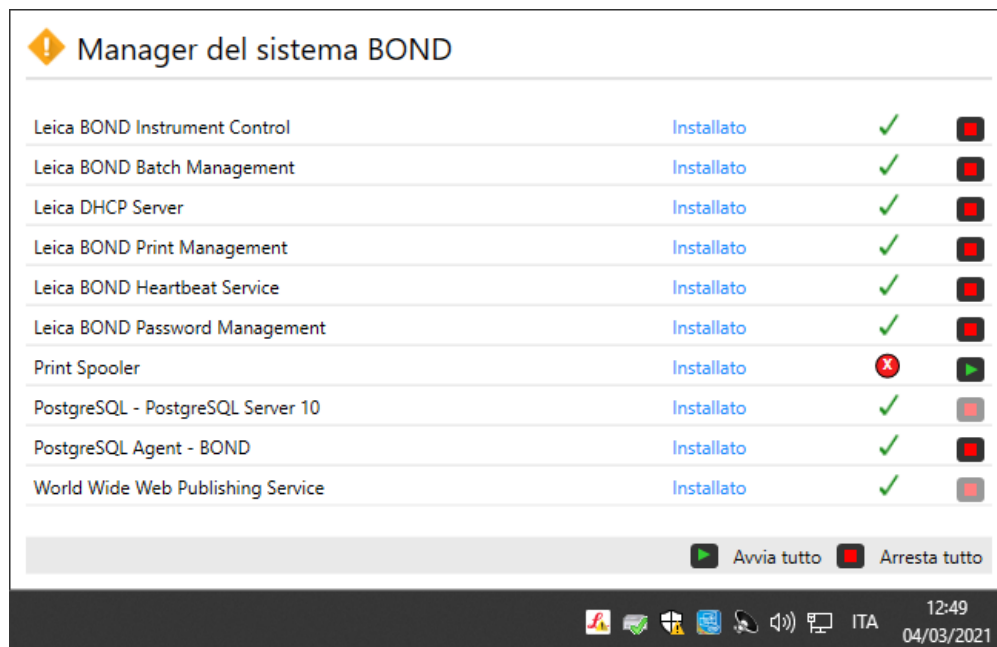 Manager del sistema BOND
Leica BOND Instrument Control Installato
Leica BOND Batch Management Installato
Leica DHCP Server Installato
Leica BOND Print Management Installato
Leica BOND Heartbeat Service Installato
Leica BOND Password Management Installato
Print Spooler Installato
PostgreSQL - PostgreSQL Server 10 Installato
PostgreSQL Agent - BOND Installato
World Wide Web Publishing Service Installato
Avvia tutto Arresta tutto
ITA 12:49
04/03/2021